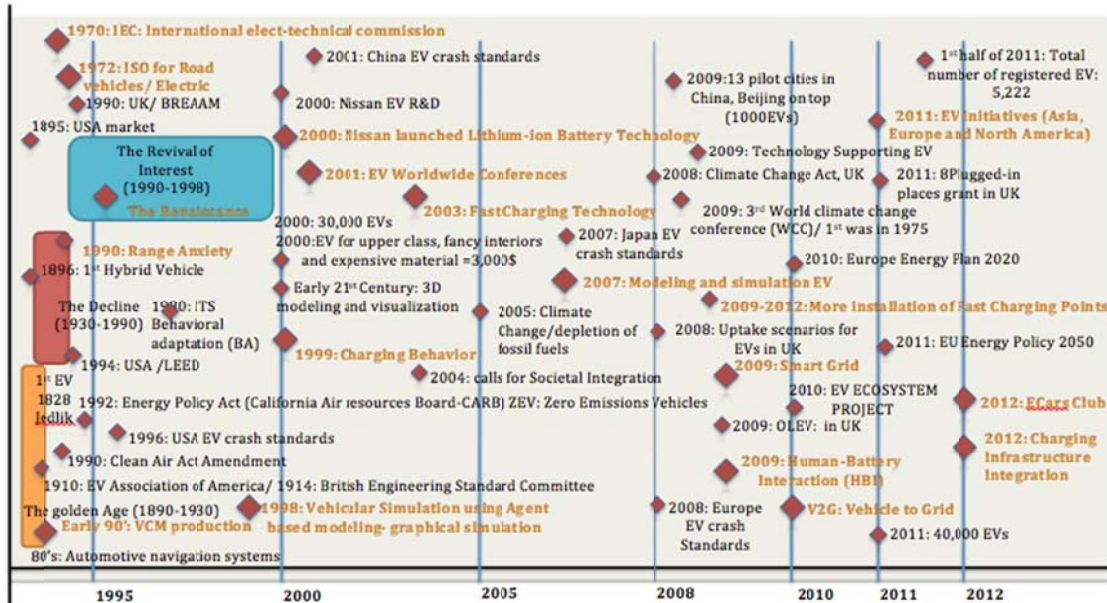 1970: IEC: International elect-technical commission
1972: ISO for Road
vehicles / Electric
1990: UK/ BREAAM
1895: USA market
The Revival of
Interest
(1990-1998)
The Renaissance
1990: Range Anxiety
1896: 1st Hybrid Vehicle
The Decline
(1930-1990)
1980: ITS
Behavioral
adaptation (BA)
1994: USA /LEED
1st EV
1828
Jedlik
1992: Energy Policy Act (California Air resources Board-CARB) ZEV: Zero Emissions Vehicles
1996: USA EV crash standards
1990: Clean Air Act Amendment
1910: EV Association of America/ 1914: British Engineering Standard Committee
The golden Age (1890-1930)
Early 90': VCM production
80's: Automotive navigation systems
1998: Vehicular Simulation using Agent
based modeling- graphical simulation
2001: China EV crash standards
2000: Nissan EV R&D
2000: Nissan launched Lithium-ion Battery Technology
2001: EV Worldwide Conferences
2003: Fast Charging Technology
2000: 30,000 EVs
2000: EV for upper class, fancy interiors
and expensive material =3,000$
Early 21st Century: 3D
modeling and visualization
1999: Charging Behavior
2004: calls for Societal Integration
2007: Japan EV
crash standards
2007: Modeling and simulation EV
2005: Climate
Change/depletion of
fossil fuels
2009:13 pilot cities in
China, Beijing on top
(1000EVs)
2009: Technology Supporting EV
2008: Climate Change Act, UK
2009: 3rd World climate change
conference (WCC)/ 1st was in 1975
2010: Europe Energy Plan 2020
2009-2012: More installation of Fast Charging Points
2008: Uptake scenarios for
EVs in UK
2009: Smart Grid
2010: EV ECOSYSTEM
PROJECT
2009: OLEV: in UK
2009: Human-Battery
Interaction (HBI)
2008: Europe
EV crash
Standards
V2G: Vehicle to Grid
1st half of 2011: Total
number of registered EV:
5,222
2011: EV Initiatives (Asia,
Europe and North America)
2011: 8Plugged-in
places grant in UK
2011: EU Energy Policy 2050
2012: ECars Club
2012: Charging
Infrastructure
Integration
2011: 40,000 EVs
1995
2000
2005
2008
2010
2011
2012